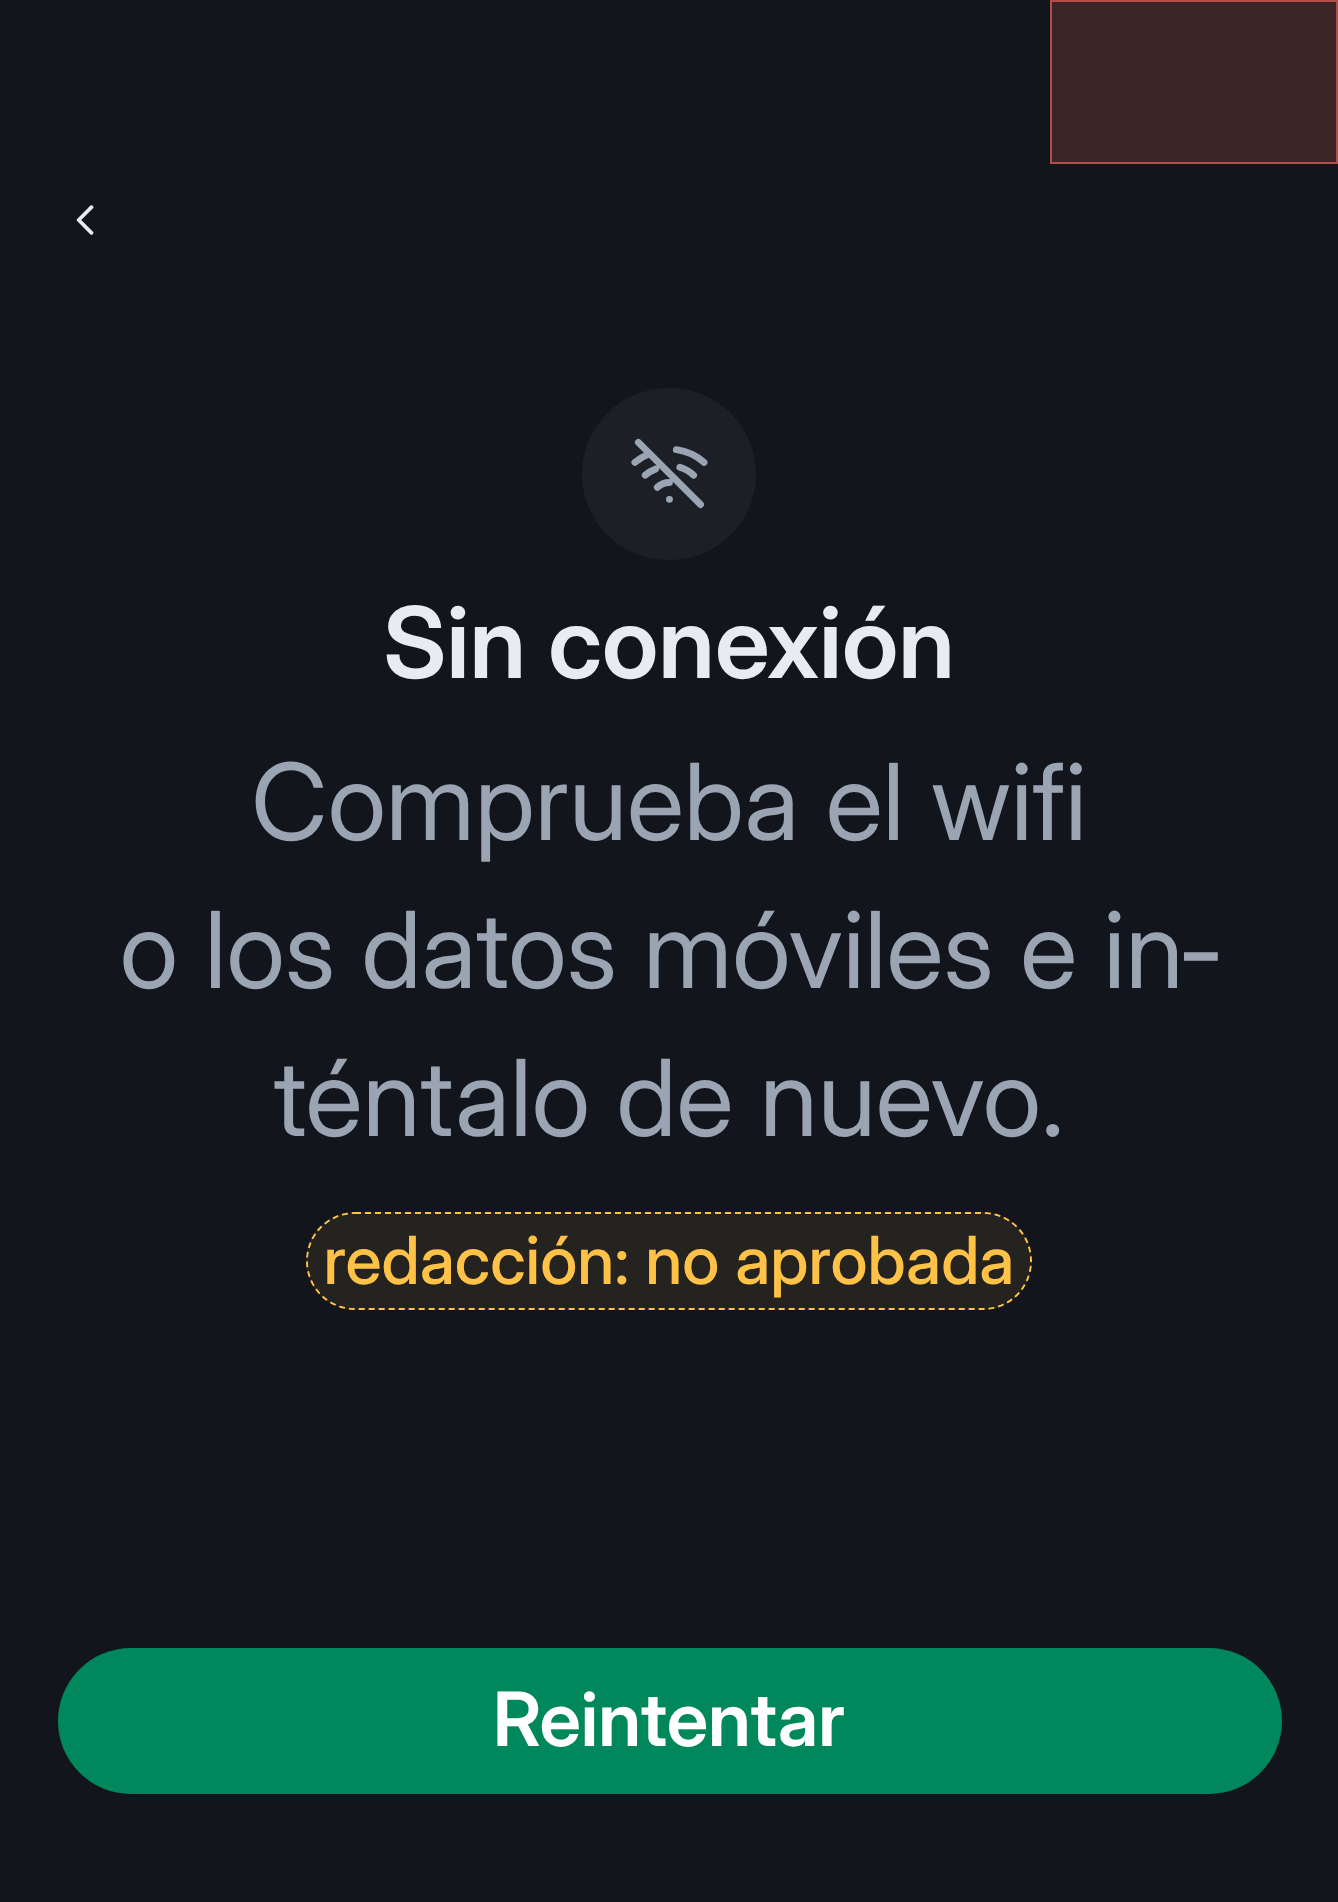 Sin conexión
Comprueba el wifi
o los datos móviles e in-
téntalo de nuevo.
redacción: no aprobada
Reintentar